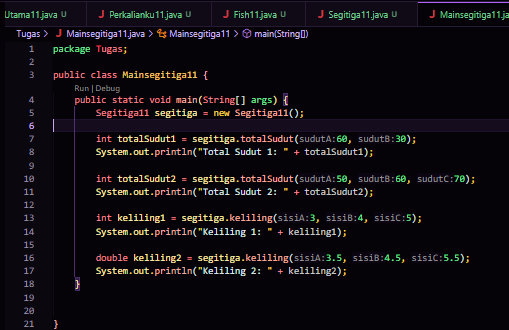 Utama11.java U Perkalianku11.java U Fish11.java U Segitiga11.java U Mainsegitiga11.java
Tugas > Mainsegitiga11.java > Mainsegitiga11 > main(String[])
1 package Tugas;
2
3 public class Mainsegitiga11 {
Run | Debug
4 public static void main(String[] args) {
5 Segitiga11 segitiga = new Segitiga11();
6
7 int totalSudut1 = segitiga.totalSudut(sudutA:60, sudutB:30);
8 System.out.println("Total Sudut 1: " + totalSudut1);
9
10 int totalSudut2 = segitiga.totalSudut(sudutA:50, sudutB:60, sudutC:70);
11 System.out.println("Total Sudut 2: " + totalSudut2);
12
13 int keliling1 = segitiga.keliling(sisiA:3, sisiB:4, sisiC:5);
14 System.out.println("Keliling 1: " + keliling1);
15
16 double keliling2 = segitiga.keliling(sisiA:3.5, sisiB:4.5, sisiC:5.5);
17 System.out.println("Keliling 2: " + keliling2);
18 }
19
20
21 }